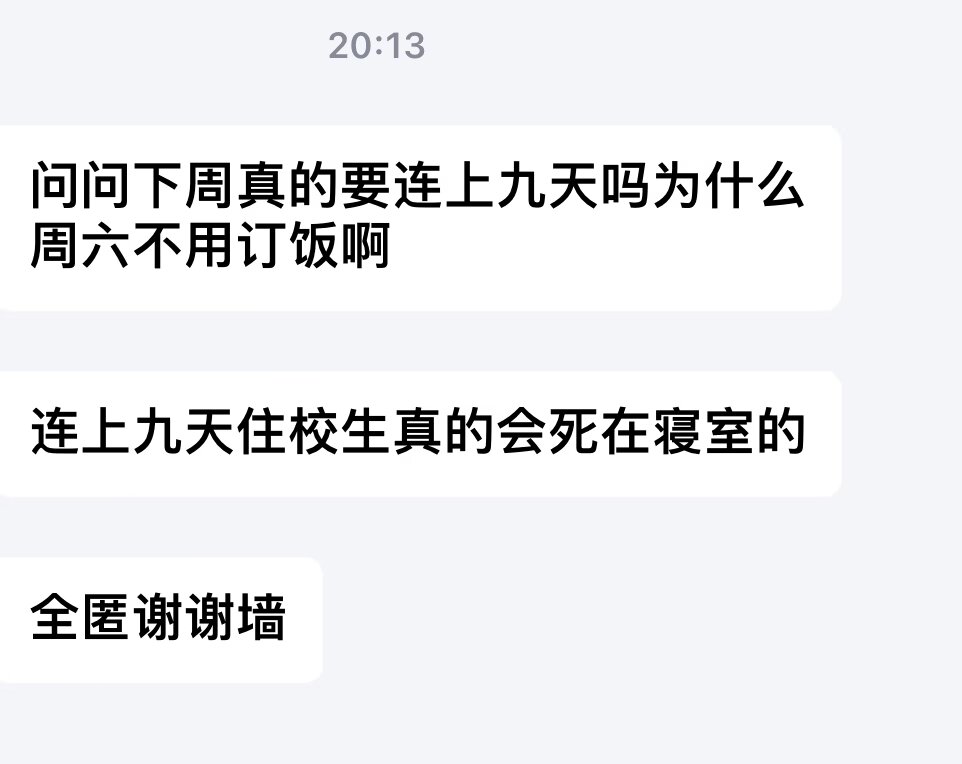 20:13
问问下周真的要连上九天吗为什么
周六不用订饭啊
连上九天住校生真的会死在寝室的
全匿谢谢墙